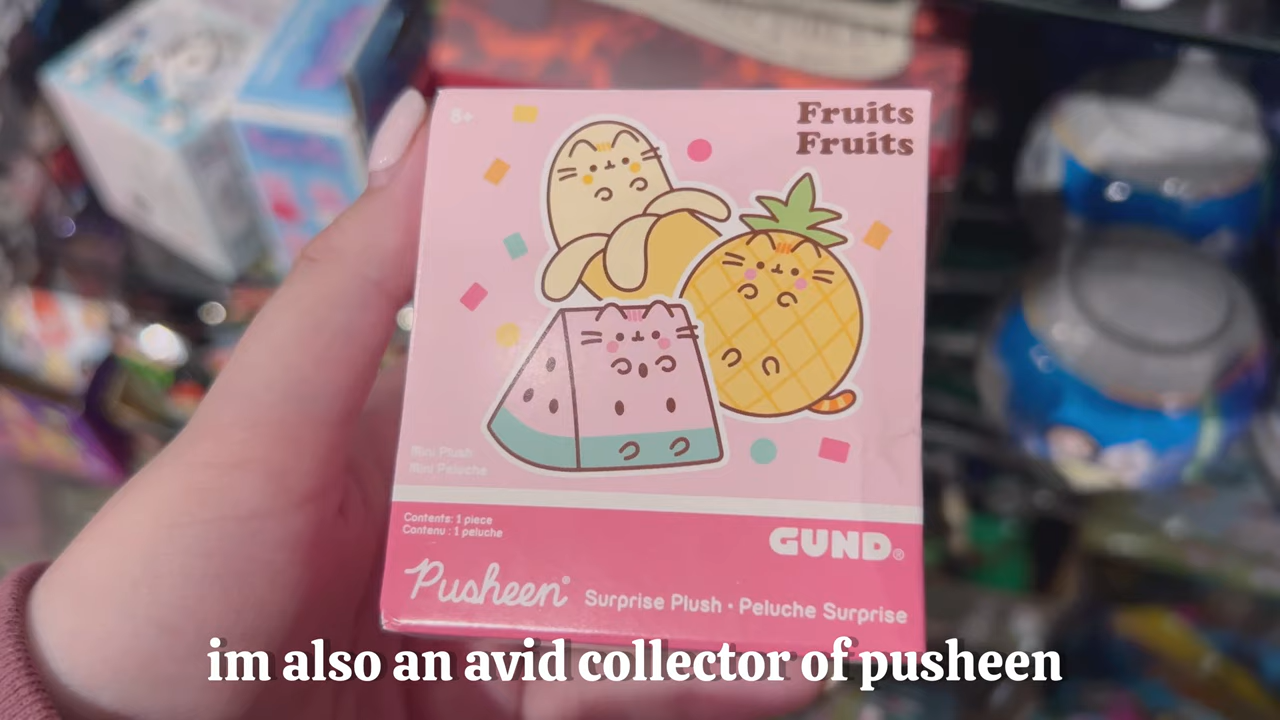 8+
Fruits
Fruits
Mini Plush
Mini Peluche
Contents: 1 piece
Contenu : 1 peluche
GUND®
Pusheen® Surprise Plush • Peluche Surprise
im also an avid collector of pusheen